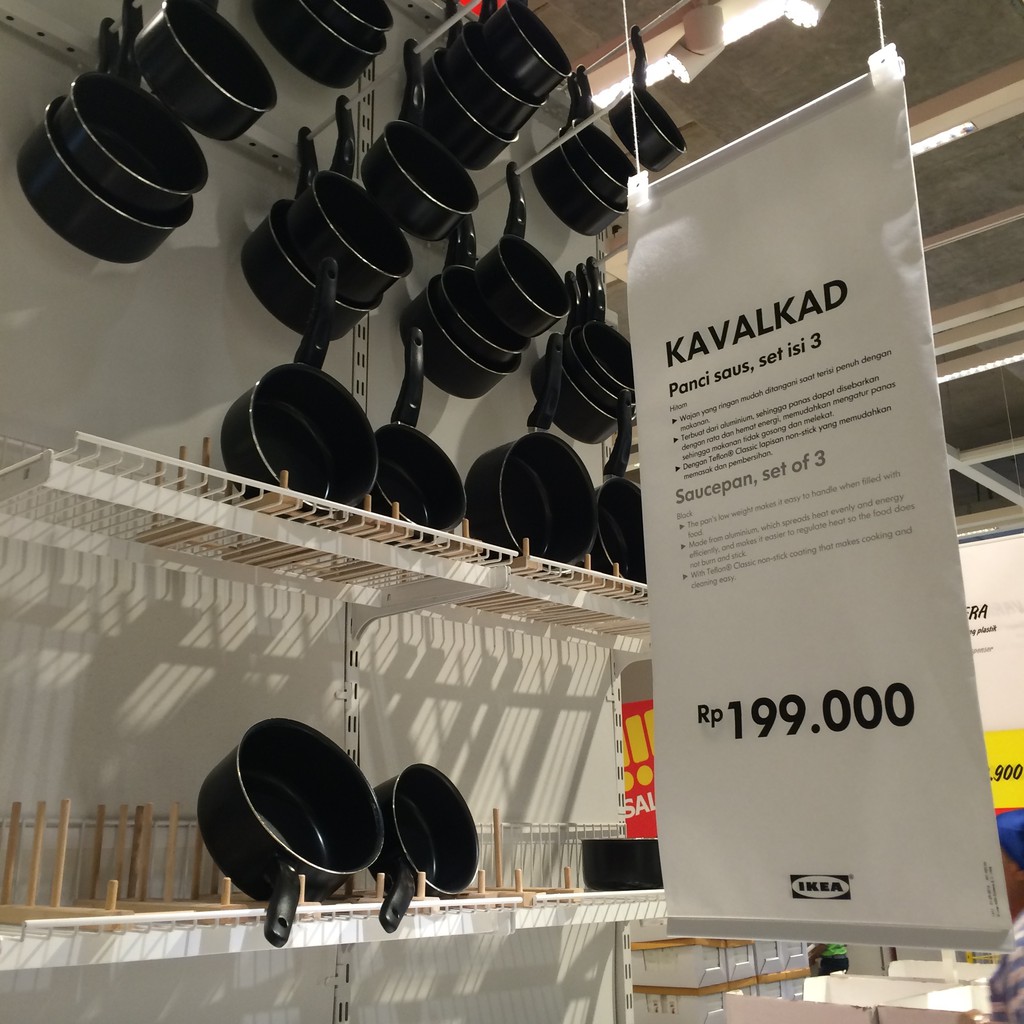 KAVALKAD
Panci saus, set isi 3
Hitam
► Wajan yang ringan mudah ditangani saat terisi penuh dengan
makanan.
► Terbuat dari aluminium, sehingga panas dapat disebarkan
dengan rata dan hemat energi, memudahkan mengatur panas
sehingga makanan tidak gosong dan melekat.
► Dengan Teflon® Classic lapisan non-stick yang memudahkan
memasak dan pembersihan.
Saucepan, set of 3
Black
► The pan's low weight makes it easy to handle when filled with
food.
► Made from aluminium, which spreads heat evenly and energy
efficiently, and makes it easier to regulate heat so the food does
not burn and stick.
► With Teflon® Classic non-stick coating that makes cooking and
cleaning easy.
Rp199.000
IKEA
ERA
ng plastik
.900
!!
SAL